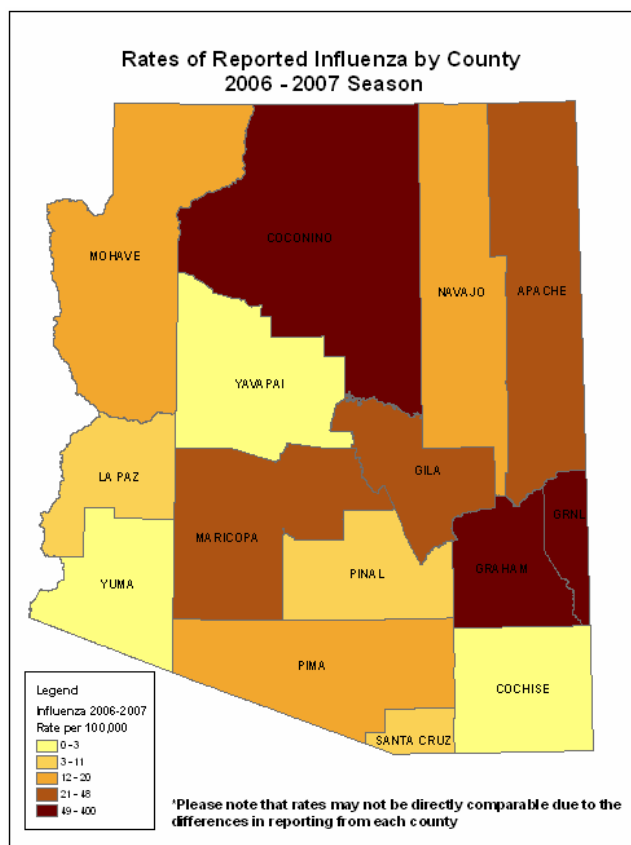 Rates of Reported Influenza by County
2006 - 2007 Season
COCONINO
MOHAVE
NAVAJO
APACHE
YAVAPAI
LA PAZ
GILA
GRNL
MARICOPA
GRAHAM
PINAL
YUMA
PIMA
COCHISE
SANTA CRUZ
Legend
Influenza 2006-2007
Rate per 100,000
0 - 3
3 - 11
12 - 20
21 - 48
49 - 400
*Please note that rates may not be directly comparable due to the
differences in reporting from each county